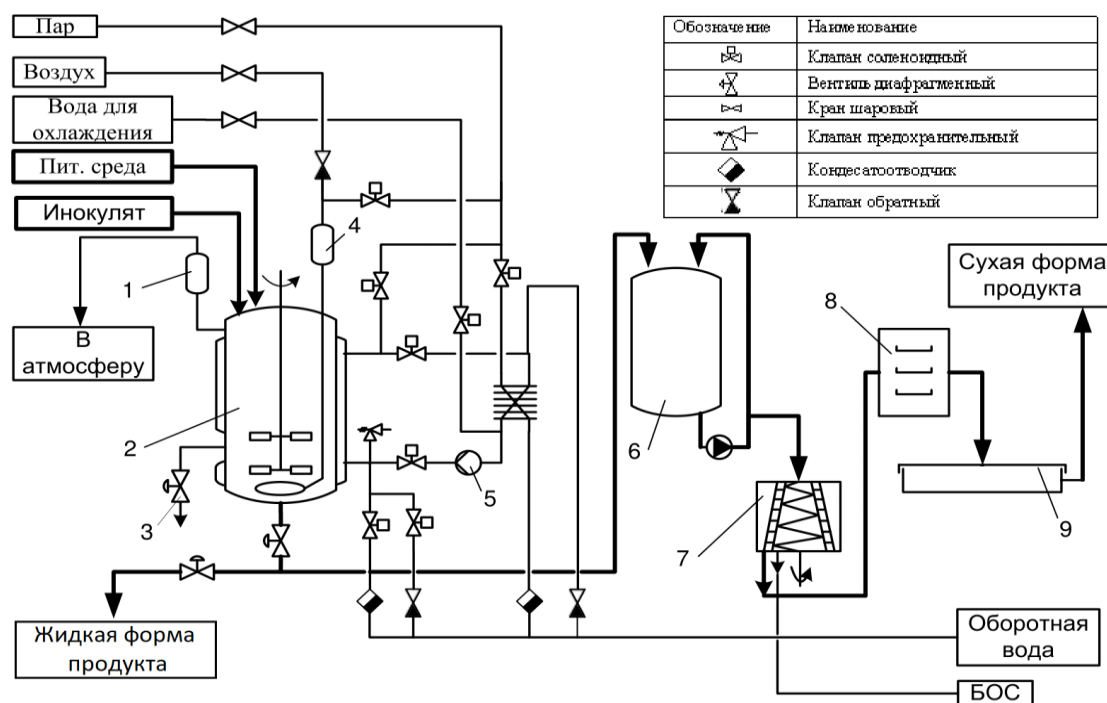 Пар
Воздух
Вода для
охлаждения
Пит. среда
Инокулят
В
атмосферу
1
2
3
4
5
6
7
8
9
Обозначение Наименование
Клапан соленоидный
Вентиль диафрагменный
Кран шаровый
Клапан предохранительный
Кондесатоотводчик
Клапан обратный
Сухая форма
продукта
Жидкая форма
продукта
Оборотная
вода
БОС